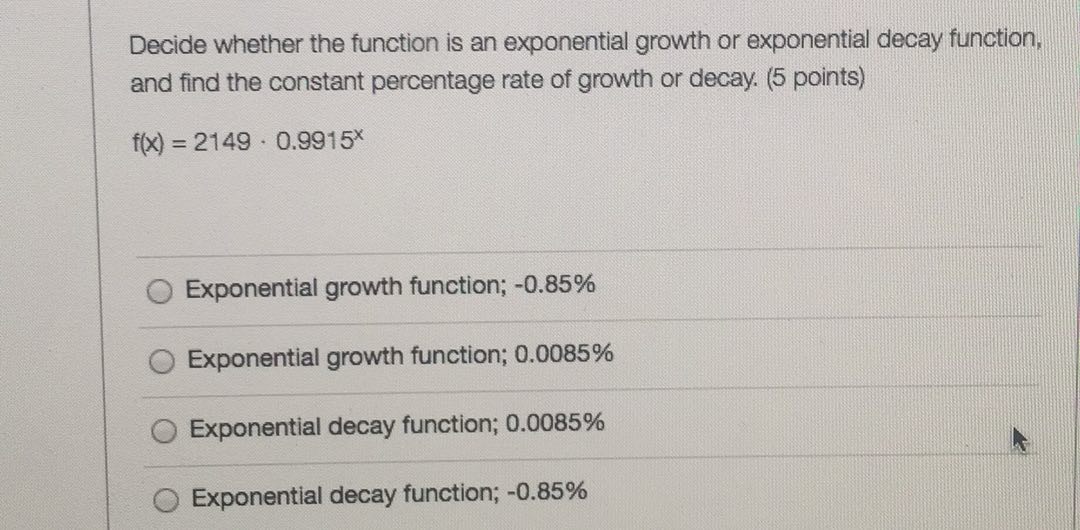 Decide whether the function is an exponential growth or exponential decay function,
and find the constant percentage rate of growth or decay. (5 points)
f(x) = 2149 · 0.9915ˣ
Exponential growth function; -0.85%
Exponential growth function; 0.0085%
Exponential decay function; 0.0085%
Exponential decay function; -0.85%